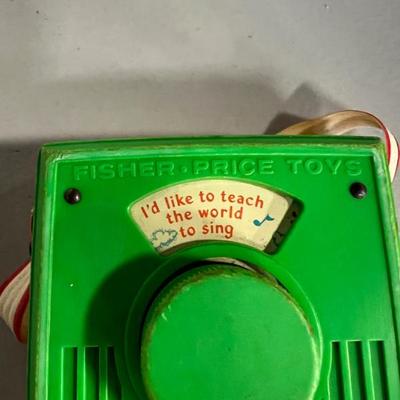 FISHER-PRICE TOYS
I'd like to teach
the world
to sing